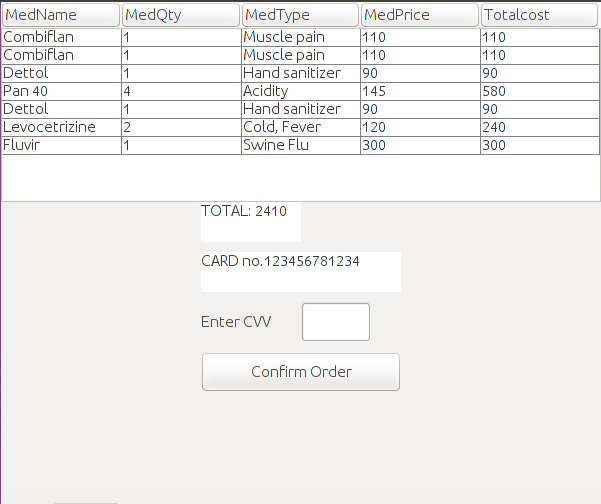 MedName MedQty MedType MedPrice Totalcost
Combiflan 1 Muscle pain 110 110
Combiflan 1 Muscle pain 110 110
Dettol 1 Hand sanitizer 90 90
Pan 40 4 Acidity 145 580
Dettol 1 Hand sanitizer 90 90
Levocetrizine 2 Cold, Fever 120 240
Fluvir 1 Swine Flu 300 300
TOTAL: 2410
CARD no.123456781234
Enter CVV
Confirm Order